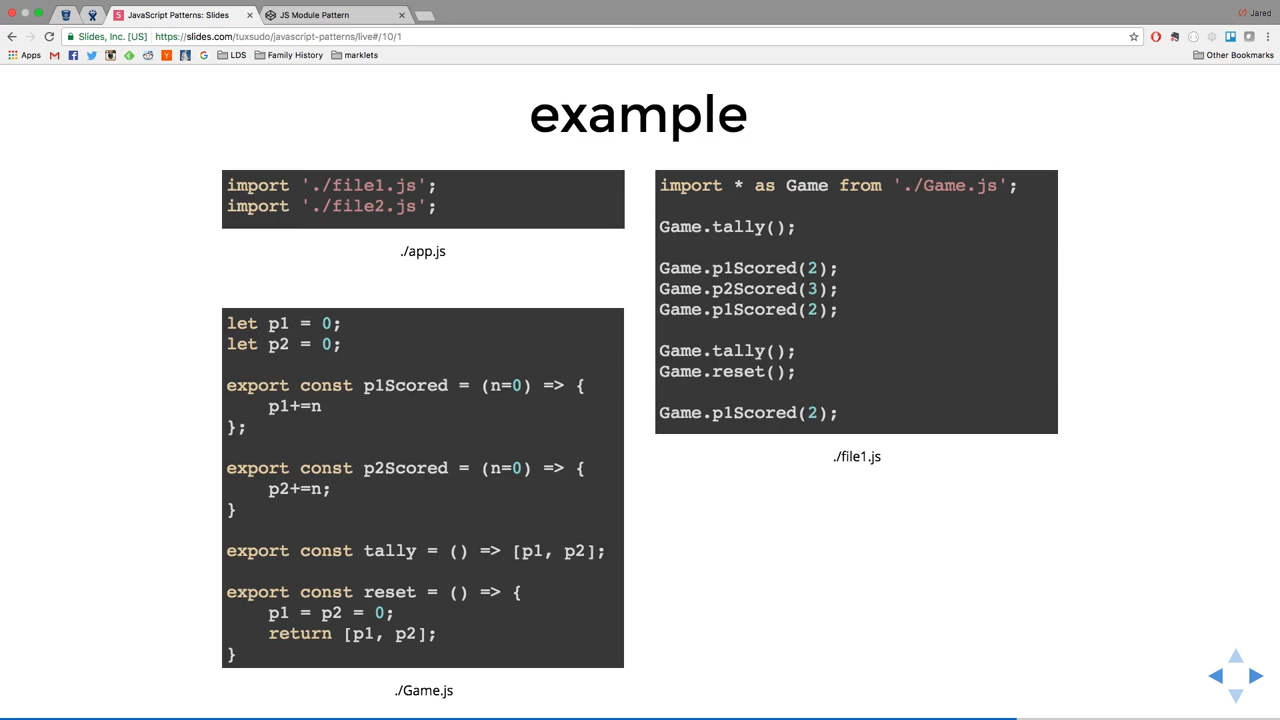 JavaScript Patterns: Slides
JS Module Pattern
Jared
Slides, Inc. [US]
https://slides.com/tuxsudo/javascript-patterns/live#/10/1
Apps
LDS
Family History
marklets
Other Bookmarks
example
import './file1.js';
import './file2.js';
./app.js
let p1 = 0;
let p2 = 0;
export const p1Scored = (n=0) => {
p1+=n
};
export const p2Scored = (n=0) => {
p2+=n;
}
export const tally = () => [p1, p2];
export const reset = () => {
p1 = p2 = 0;
return [p1, p2];
}
./Game.js
import * as Game from './Game.js';
Game.tally();
Game.p1Scored(2);
Game.p2Scored(3);
Game.p1Scored(2);
Game.tally();
Game.reset();
Game.p1Scored(2);
./file1.js